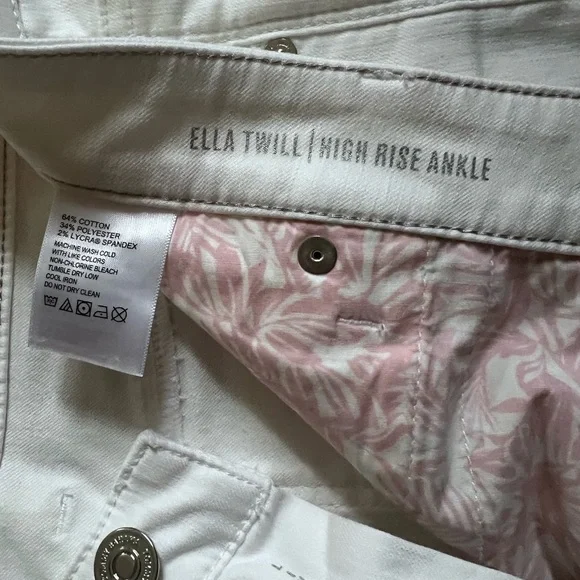 ELLA TWILL | HIGH RISE ANKLE
64% COTTON
34% POLYESTER
2% LYCRA® SPANDEX
MACHINE WASH COLD
WITH LIKE COLORS
NON-CHLORINE BLEACH
TUMBLE DRY LOW
COOL IRON
DO NOT DRY CLEAN